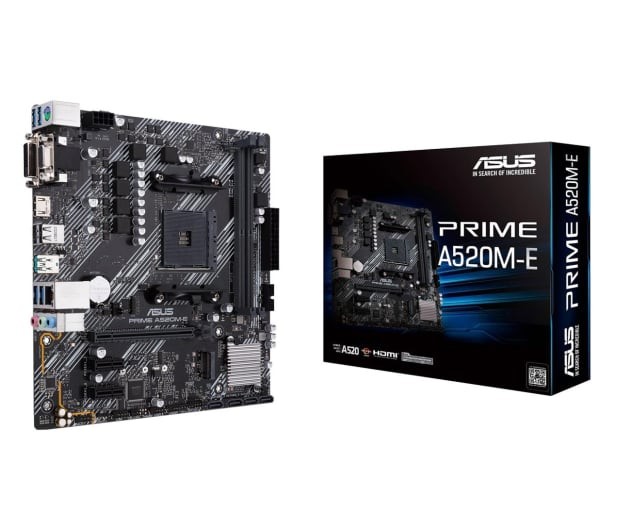 ASUS
PRIME A520M-E
ASUS
IN SEARCH OF INCREDIBLE
PRIME
A520M-E
A520
HDMI
ASUS
IN SEARCH OF INCREDIBLE
PRIME A520M-E